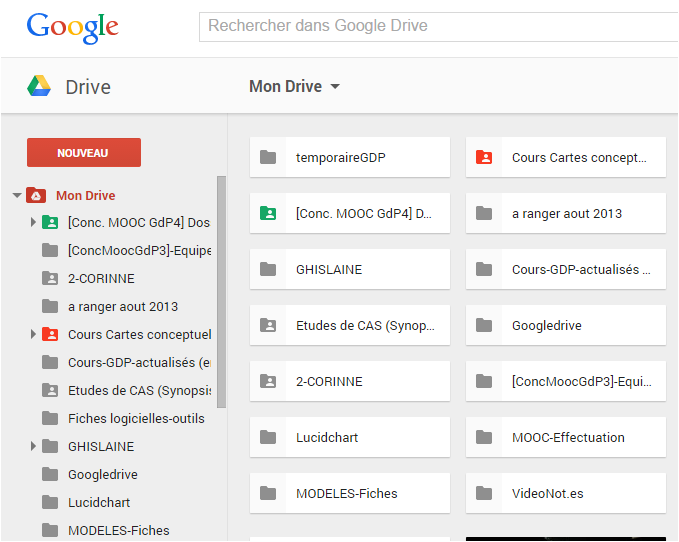 Google
Rechercher dans Google Drive
Drive
Mon Drive
NOUVEAU
Mon Drive
[Conc. MOOC GdP4] Dos
[ConcMoocGdP3]-Equipe
2-CORINNE
a ranger aout 2013
Cours Cartes conceptuel
Cours-GDP-actualisés (e
Etudes de CAS (Synopsis
Fiches logicielles-outils
GHISLAINE
Googledrive
Lucidchart
MODELES-Fiches
temporaireGDP
Cours Cartes concept...
[Conc. MOOC GdP4] D...
a ranger aout 2013
GHISLAINE
Cours-GDP-actualisés ...
Etudes de CAS (Synop...
Googledrive
2-CORINNE
[ConcMoocGdP3]-Equi...
Lucidchart
MOOC-Effectuation
MODELES-Fiches
VideoNot.es